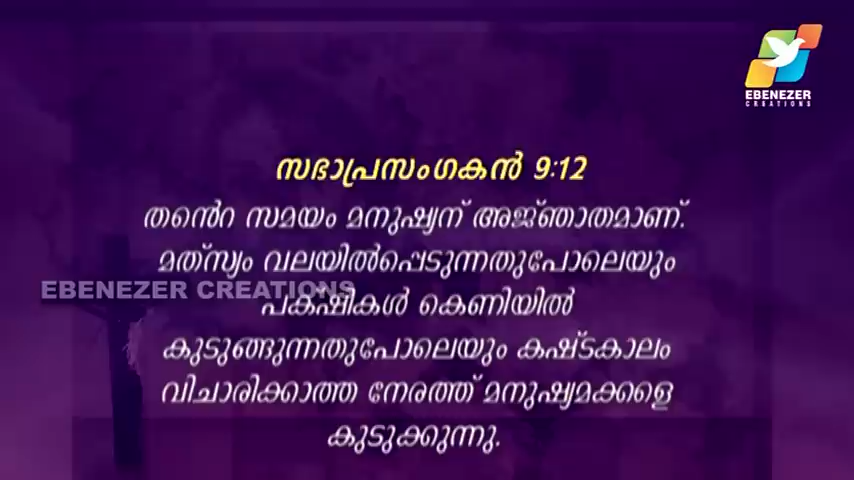 EBENEZER
CREATIONS
സഭാപ്രസംഗകൻ 9:12
തൻെറ സമയം മനുഷ്യന് അജ്ഞാതമാണ്.
മത്സ്യം വലയിൽപ്പെടുന്നതുപോലെയും
EBENEZER CREATIONS
പക്ഷികൾ കെണിയിൽ
കുടുങ്ങുന്നതുപോലെയും കഷ്ടകാലം
വിചാരിക്കാത്ത നേരത്ത് മനുഷ്യമക്കളെ
കുടുക്കുന്നു.